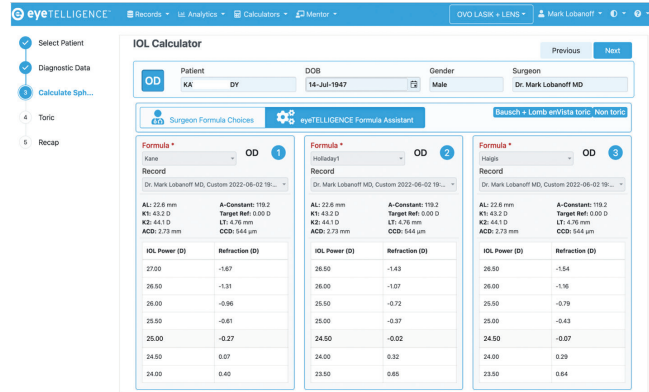 eyeTELLIGENCE
Records Analytics Calculators Mentor OVO LASIK + LENS Mark Lobanoff
Select Patient
Diagnostic Data
3 Calculate Sph...
4 Toric
5 Recap
IOL Calculator
Previous Next
OD
Patient DOB Gender Surgeon
KA' DY 14-Jul-1947 Male Dr. Mark Lobanoff MD
Surgeon Formula Choices eyeTELLIGENCE Formula Assistant
Bausch + Lomb enVista toric Non toric
Formula *
Kane OD 1
Record
Dr. Mark Lobanoff MD, Custom 2022-06-02 19:...
AL: 22.6 mm A-Constant: 119.2
K1: 43.2 D Target Ref: 0.00 D
K2: 44.1 D LT: 4.76 mm
ACD: 2.73 mm CCD: 544 µm
IOL Power (D) Refraction (D)
27.00 -1.67
26.50 -1.31
26.00 -0.96
25.50 -0.61
25.00 -0.27
24.50 0.07
24.00 0.40
Formula *
Holladay1 OD 2
Record
Dr. Mark Lobanoff MD, Custom 2022-06-02 19:...
AL: 22.6 mm A-Constant: 119.2
K1: 43.2 D Target Ref: 0.00 D
K2: 44.1 D LT: 4.76 mm
ACD: 2.73 mm CCD: 544 µm
IOL Power (D) Refraction (D)
26.50 -1.43
26.00 -1.07
25.50 -0.72
25.00 -0.37
24.50 -0.02
24.00 0.32
23.50 0.65
Formula *
Haigis OD 3
Record
Dr. Mark Lobanoff MD, Custom 2022-06-02 19:...
AL: 22.6 mm A-Constant: 119.2
K1: 43.2 D Target Ref: 0.00 D
K2: 44.1 D LT: 4.76 mm
ACD: 2.73 mm CCD: 544 µm
IOL Power (D) Refraction (D)
26.50 -1.54
26.00 -1.16
25.50 -0.79
25.00 -0.43
24.50 -0.07
24.00 0.29
23.50 0.64